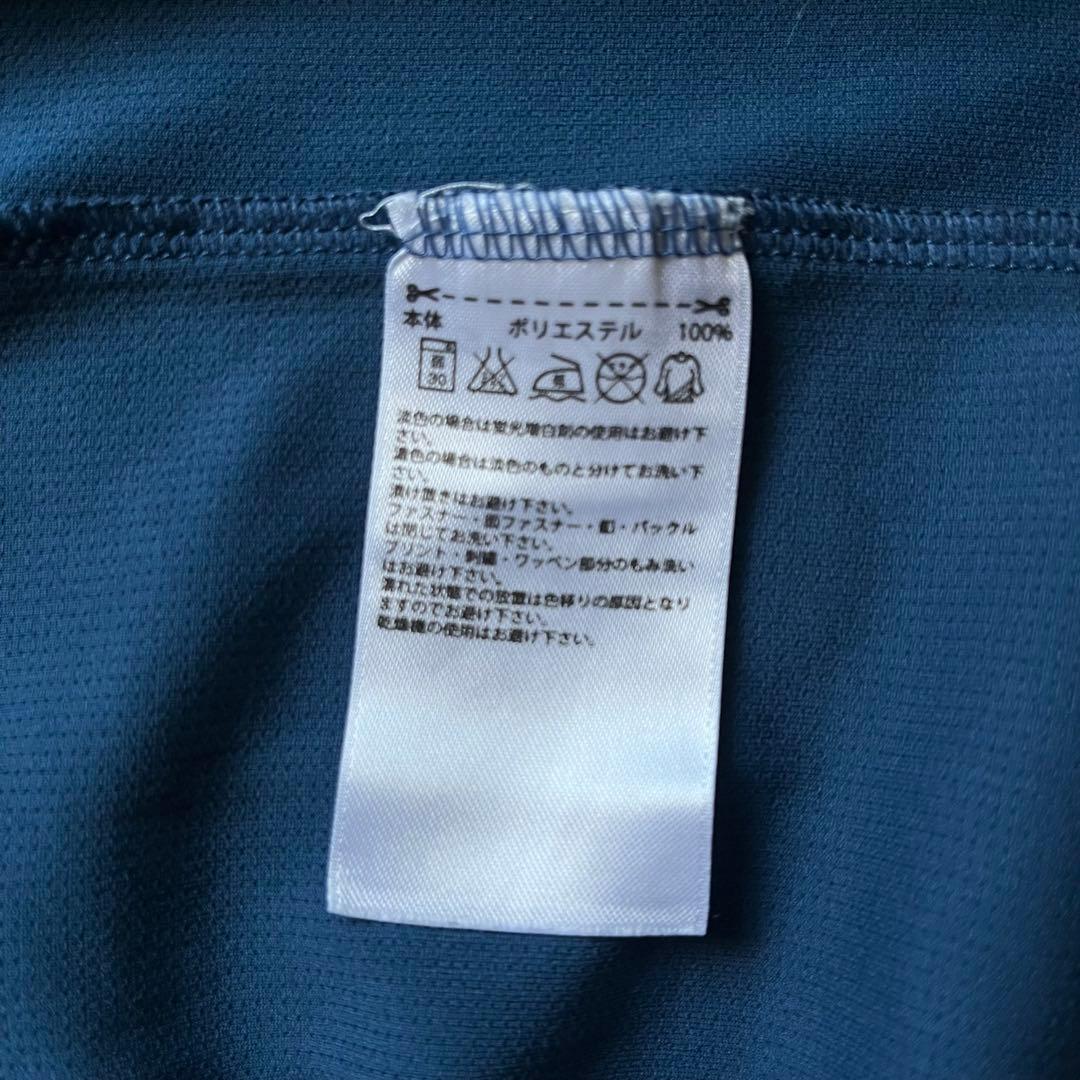 本体 ポリエステル 100%
弱
30
淡色の場合は蛍光増白剤の使用はお避け下
さい。
濃色の場合は淡色のものと分けてお洗い下
さい。
漬け置きはお避け下さい。
ファスナー・面ファスナー・釦・バックル
は閉じてお洗い下さい。
プリント・刺繍・ワッペン部分のもみ洗い
はお避け下さい。
濡れた状態での放置は色移りの原因となり
ますのでお避け下さい。
乾燥機の使用はお避け下さい。